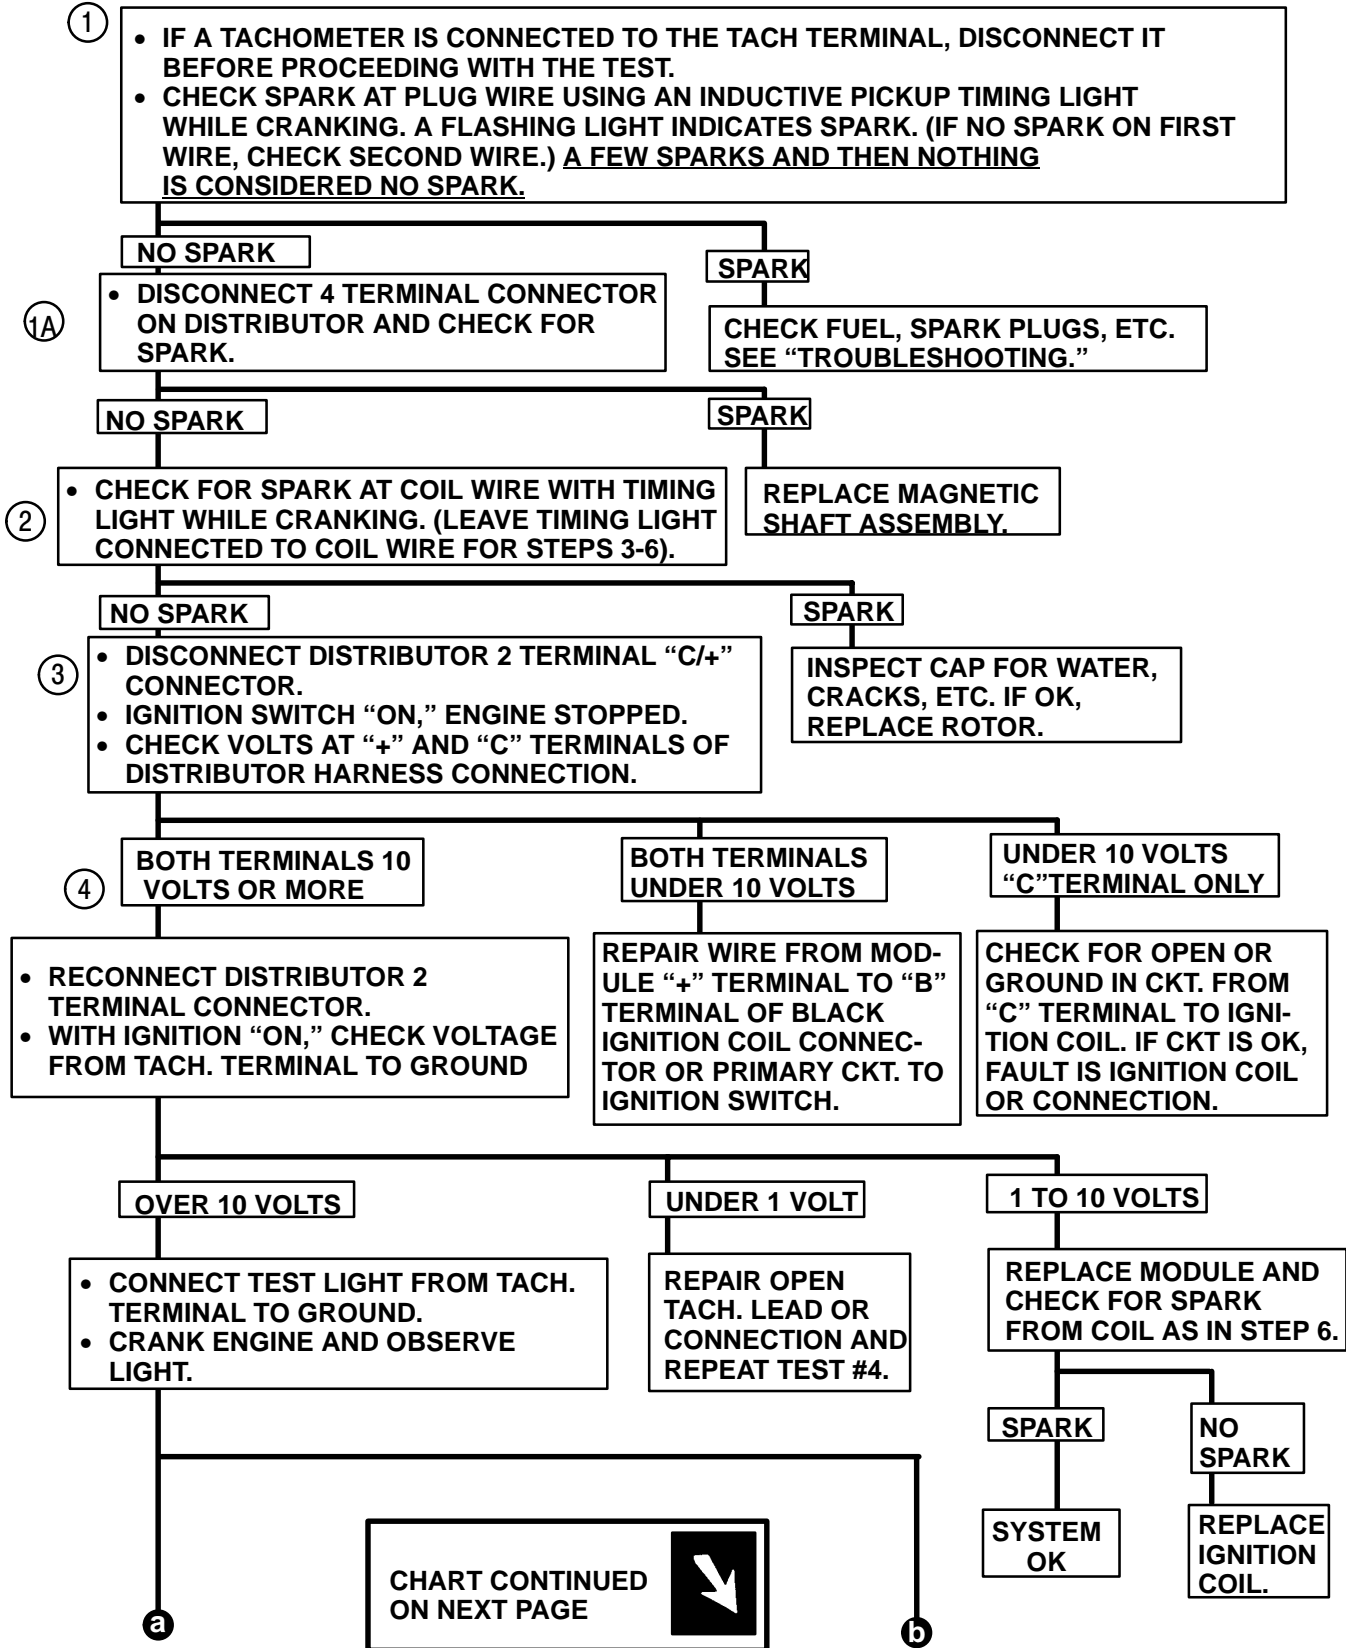 1
• IF A TACHOMETER IS CONNECTED TO THE TACH TERMINAL, DISCONNECT IT
BEFORE PROCEEDING WITH THE TEST.
• CHECK SPARK AT PLUG WIRE USING AN INDUCTIVE PICKUP TIMING LIGHT
WHILE CRANKING. A FLASHING LIGHT INDICATES SPARK. (IF NO SPARK ON FIRST
WIRE, CHECK SECOND WIRE.) A FEW SPARKS AND THEN NOTHING
IS CONSIDERED NO SPARK.
NO SPARK
SPARK
1A
• DISCONNECT 4 TERMINAL CONNECTOR
ON DISTRIBUTOR AND CHECK FOR
SPARK.
CHECK FUEL, SPARK PLUGS, ETC.
SEE “TROUBLESHOOTING.”
NO SPARK
SPARK
2
• CHECK FOR SPARK AT COIL WIRE WITH TIMING
LIGHT WHILE CRANKING. (LEAVE TIMING LIGHT
CONNECTED TO COIL WIRE FOR STEPS 3-6).
REPLACE MAGNETIC
SHAFT ASSEMBLY.
NO SPARK
SPARK
3
• DISCONNECT DISTRIBUTOR 2 TERMINAL “C/+”
CONNECTOR.
• IGNITION SWITCH “ON,” ENGINE STOPPED.
• CHECK VOLTS AT “+” AND “C” TERMINALS OF
DISTRIBUTOR HARNESS CONNECTION.
INSPECT CAP FOR WATER,
CRACKS, ETC. IF OK,
REPLACE ROTOR.
4
BOTH TERMINALS 10
VOLTS OR MORE
BOTH TERMINALS
UNDER 10 VOLTS
UNDER 10 VOLTS
“C”TERMINAL ONLY
• RECONNECT DISTRIBUTOR 2
TERMINAL CONNECTOR.
• WITH IGNITION “ON,” CHECK VOLTAGE
FROM TACH. TERMINAL TO GROUND
REPAIR WIRE FROM MOD-
ULE “+” TERMINAL TO “B”
TERMINAL OF BLACK
IGNITION COIL CONNEC-
TOR OR PRIMARY CKT. TO
IGNITION SWITCH.
CHECK FOR OPEN OR
GROUND IN CKT. FROM
“C” TERMINAL TO IGNI-
TION COIL. IF CKT IS OK,
FAULT IS IGNITION COIL
OR CONNECTION.
OVER 10 VOLTS
UNDER 1 VOLT
1 TO 10 VOLTS
• CONNECT TEST LIGHT FROM TACH.
TERMINAL TO GROUND.
• CRANK ENGINE AND OBSERVE
LIGHT.
REPAIR OPEN
TACH. LEAD OR
CONNECTION AND
REPEAT TEST #4.
REPLACE MODULE AND
CHECK FOR SPARK
FROM COIL AS IN STEP 6.
SPARK
NO
SPARK
SYSTEM
OK
REPLACE
IGNITION
COIL.
CHART CONTINUED
ON NEXT PAGE
a
b